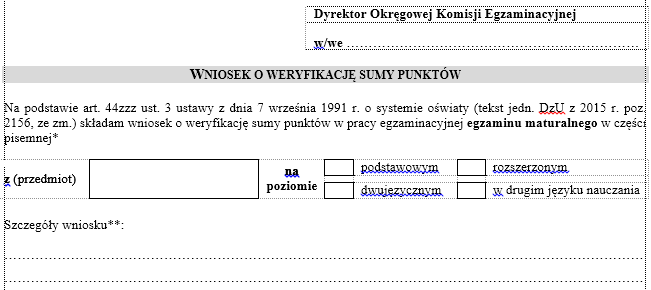 Dyrektor Okręgowej Komisji Egzaminacyjnej
w/we ……………………………………………………
WNIOSEK O WERYFIKACJĘ SUMY PUNKTÓW
Na podstawie art. 44zzz ust. 3 ustawy z dnia 7 września 1991 r. o systemie oświaty (tekst jedn. DzU z 2015 r. poz.
2156, ze zm.) składam wniosek o weryfikację sumy punktów w pracy egzaminacyjnej egzaminu maturalnego w części
pisemnej*
z (przedmiot) na poziomie podstawowym rozszerzonym
dwujęzycznym w drugim języku nauczania
Szczegóły wniosku**:
………………………………………………………………………………………………
………………………………………………………………………………………………